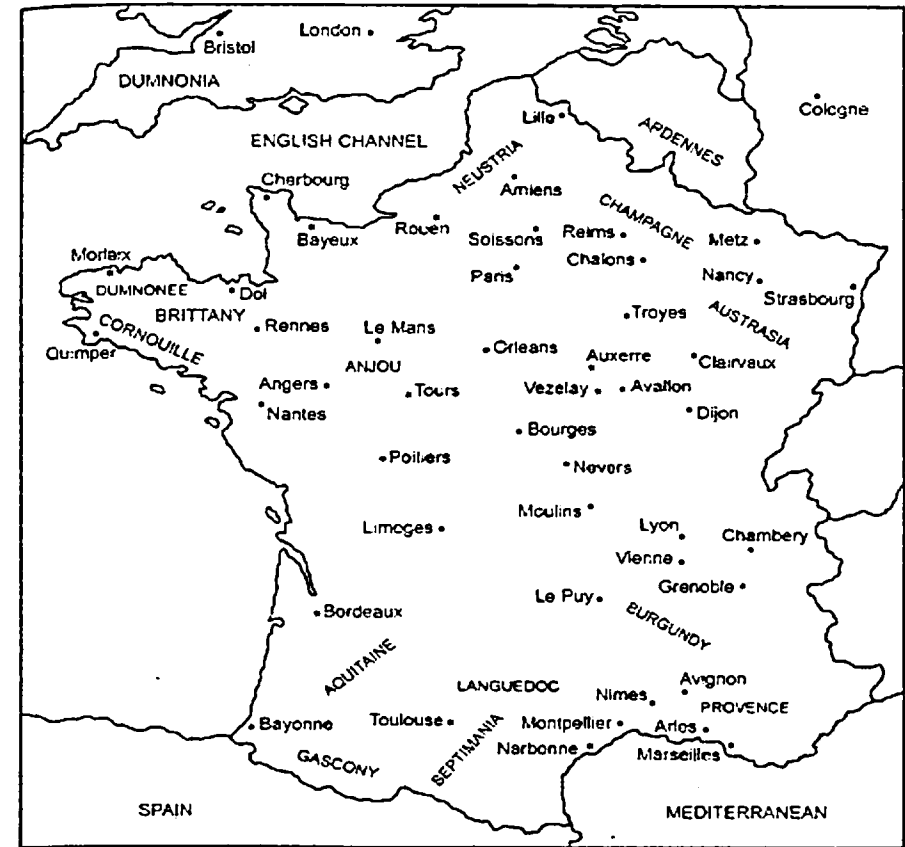 London
Bristol
DUMNONIA
Cologne
Lille
ENGLISH CHANNEL
ARDENNES
NEUSTRIA
Cherbourg
Amiens
CHAMPAGNE
Bayeux
Rouen
Soissons
Reims
Metz
Morlaix
Chalons
Paris
Nancy
DUMNONEE
Dol
Strasbourg
BRITTANY
Troyes
AUSTRASIA
CORNOUILLE
Rennes
Le Mans
Quimper
Orleans
Auxerre
Clairvaux
ANJOU
Angers
Tours
Vezelay
Avallon
Nantes
Dijon
Bourges
Poitiers
Nevers
Moulins
Limoges
Lyon
Chambery
Vienne
Grenoble
Le Puy
Bordeaux
BURGUNDY
AQUITAINE
LANGUEDOC
Avignon
Nimes
PROVENCE
Bayonne
Toulouse
SEPTIMANIA
Montpellier
Arles
Narbonne
Marseilles
GASCONY
SPAIN
MEDITERRANEAN